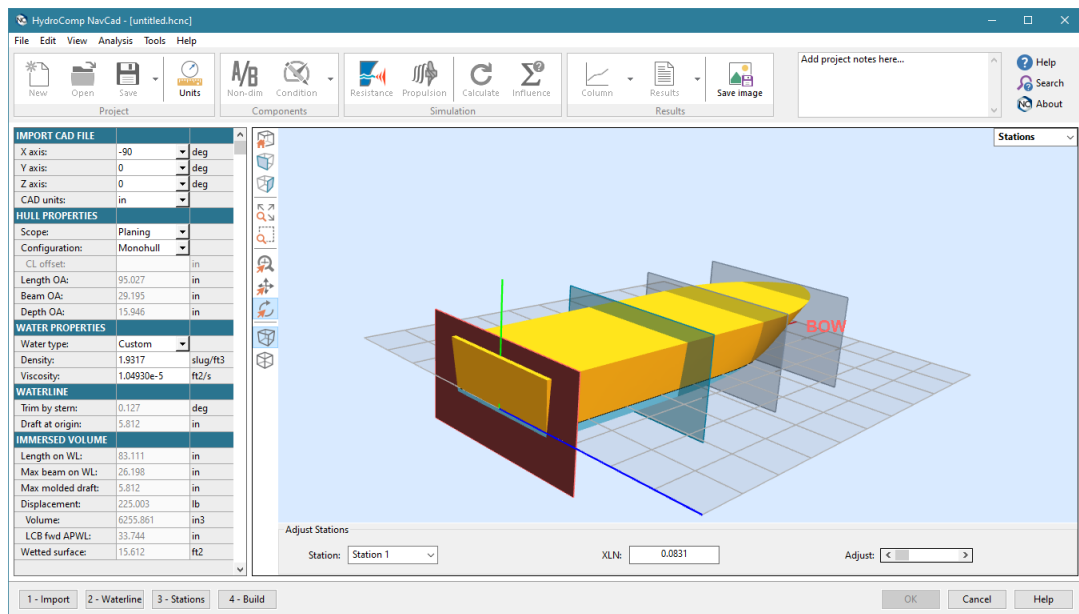 HydroComp NavCad - [untitled.hcnc]
File Edit View Analysis Tools Help
New Open Save Units Non-dim Condition Resistance Propulsion Calculate Influence Column Results Save image
Project Components Simulation Results
Add project notes here...
Help
Search
About
IMPORT CAD FILE
X axis: -90 deg
Y axis: 0 deg
Z axis: 0 deg
CAD units: in
HULL PROPERTIES
Scope: Planing
Configuration: Monohull
CL offset: in
Length OA: 95.027 in
Beam OA: 29.195 in
Depth OA: 15.946 in
WATER PROPERTIES
Water type: Custom
Density: 1.9317 slug/ft3
Viscosity: 1.04930e-5 ft2/s
WATERLINE
Trim by stern: 0.127 deg
Draft at origin: 5.812 in
IMMERSED VOLUME
Length on WL: 83.111 in
Max beam on WL: 26.198 in
Max molded draft: 5.812 in
Displacement: 225.003 lb
Volume: 6255.861 in3
LCB fwd APWL: 33.744 in
Wetted surface: 15.612 ft2
Stations
BOW
Adjust Stations
Station: Station 1 XLN: 0.0831 Adjust:
1 - Import 2 - Waterline 3 - Stations 4 - Build OK Cancel Help